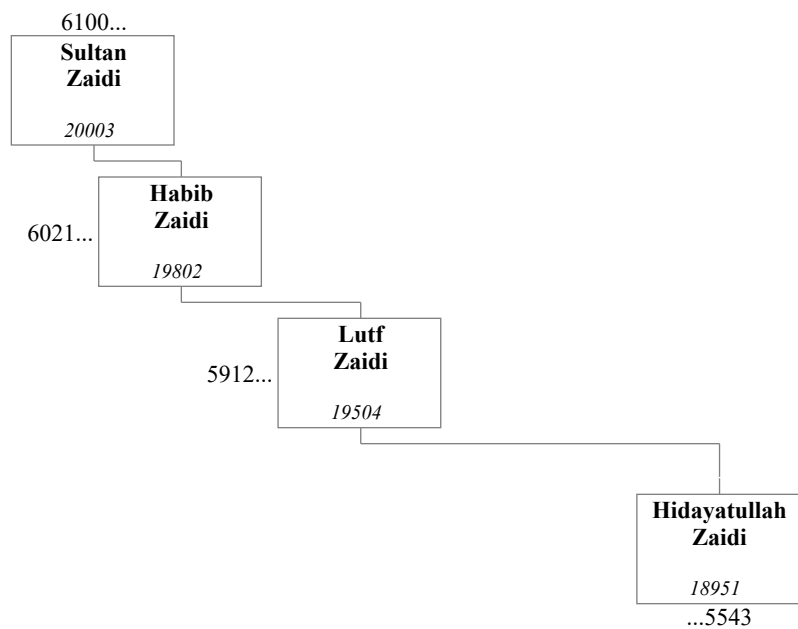 6100...
Sultan
Zaidi
20003
Habib
Zaidi
6021...
19802
Lutf
Zaidi
5912...
19504
Hidayatullah
Zaidi
18951
...5543